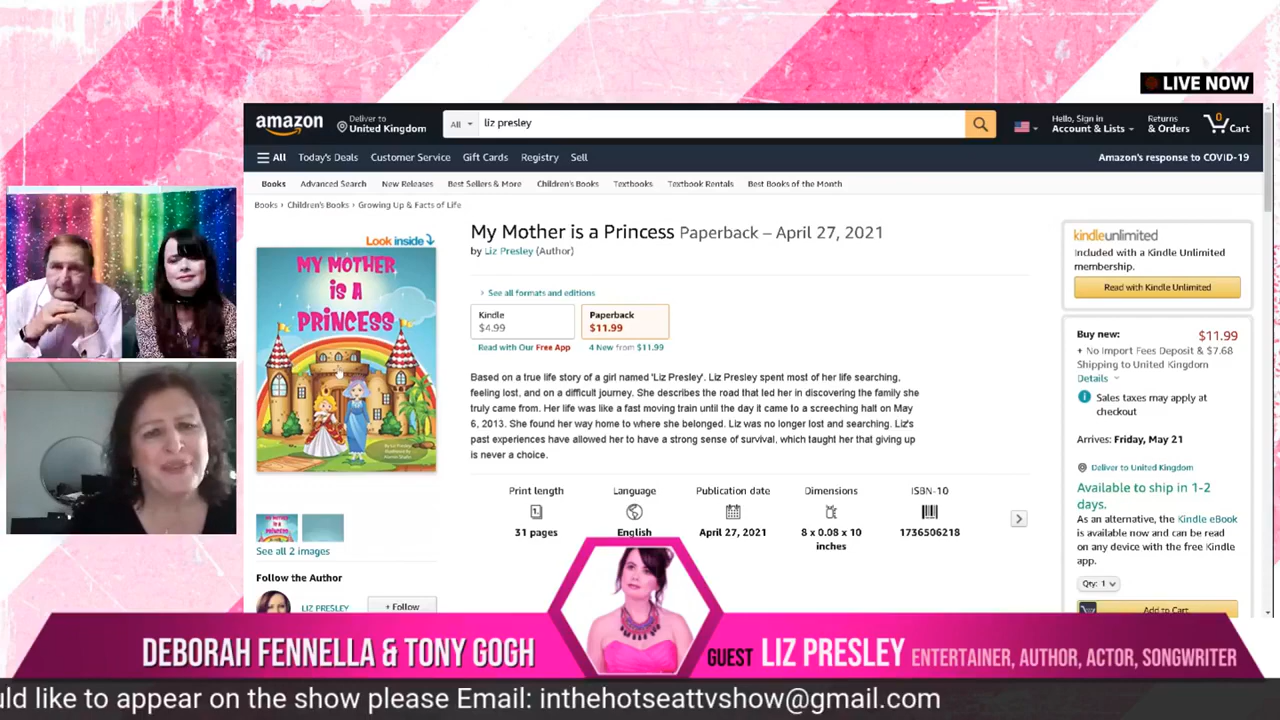 LIVE NOW
amazon
Deliver to
United Kingdom
All
liz presley
Hello, Sign in
Account & Lists
Returns
& Orders
0
Cart
All
Today's Deals
Customer Service
Gift Cards
Registry
Sell
Amazon's response to COVID-19
Books
Advanced Search
New Releases
Best Sellers & More
Children's Books
Textbooks
Textbook Rentals
Best Books of the Month
Books › Children's Books › Growing Up & Facts of Life
Look inside
MY MOTHER
IS A
PRINCESS
See all 2 images
Follow the Author
LIZ PRESLEY
+ Follow
My Mother is a Princess Paperback – April 27, 2021
by Liz Presley (Author)
› See all formats and editions
Kindle
$4.99
Read with Our Free App
Paperback
$11.99
4 New from $11.99
Based on a true life story of a girl named 'Liz Presley'. Liz Presley spent most of her life searching,
feeling lost, and on a difficult journey. She describes the road that led her in discovering the family she
truly came from. Her life was like a fast moving train until the day it came to a screeching halt on May
6, 2013. She found her way home to where she belonged. Liz was no longer lost and searching. Liz's
past experiences have allowed her to have a strong sense of survival, which taught her that giving up
is never a choice.
Print length
31 pages
Language
English
Publication date
April 27, 2021
Dimensions
8 x 0.08 x 10
inches
ISBN-10
1736506218
kindleunlimited
Included with a Kindle Unlimited
membership.
Read with Kindle Unlimited
Buy new:
$11.99
+ No Import Fees Deposit & $7.68
Shipping to United Kingdom
Details
Sales taxes may apply at
checkout
Arrives: Friday, May 21
Deliver to United Kingdom
Available to ship in 1-2
days.
As an alternative, the Kindle eBook
is available now and can be read
on any device with the free Kindle
app.
Qty: 1
Add to Cart
DEBORAH FENNELLA & TONY GOGH
GUEST LIZ PRESLEY ENTERTAINER, AUTHOR, ACTOR, SONGWRITER
uld like to appear on the show please Email: inthehotseattvshow@gmail.com